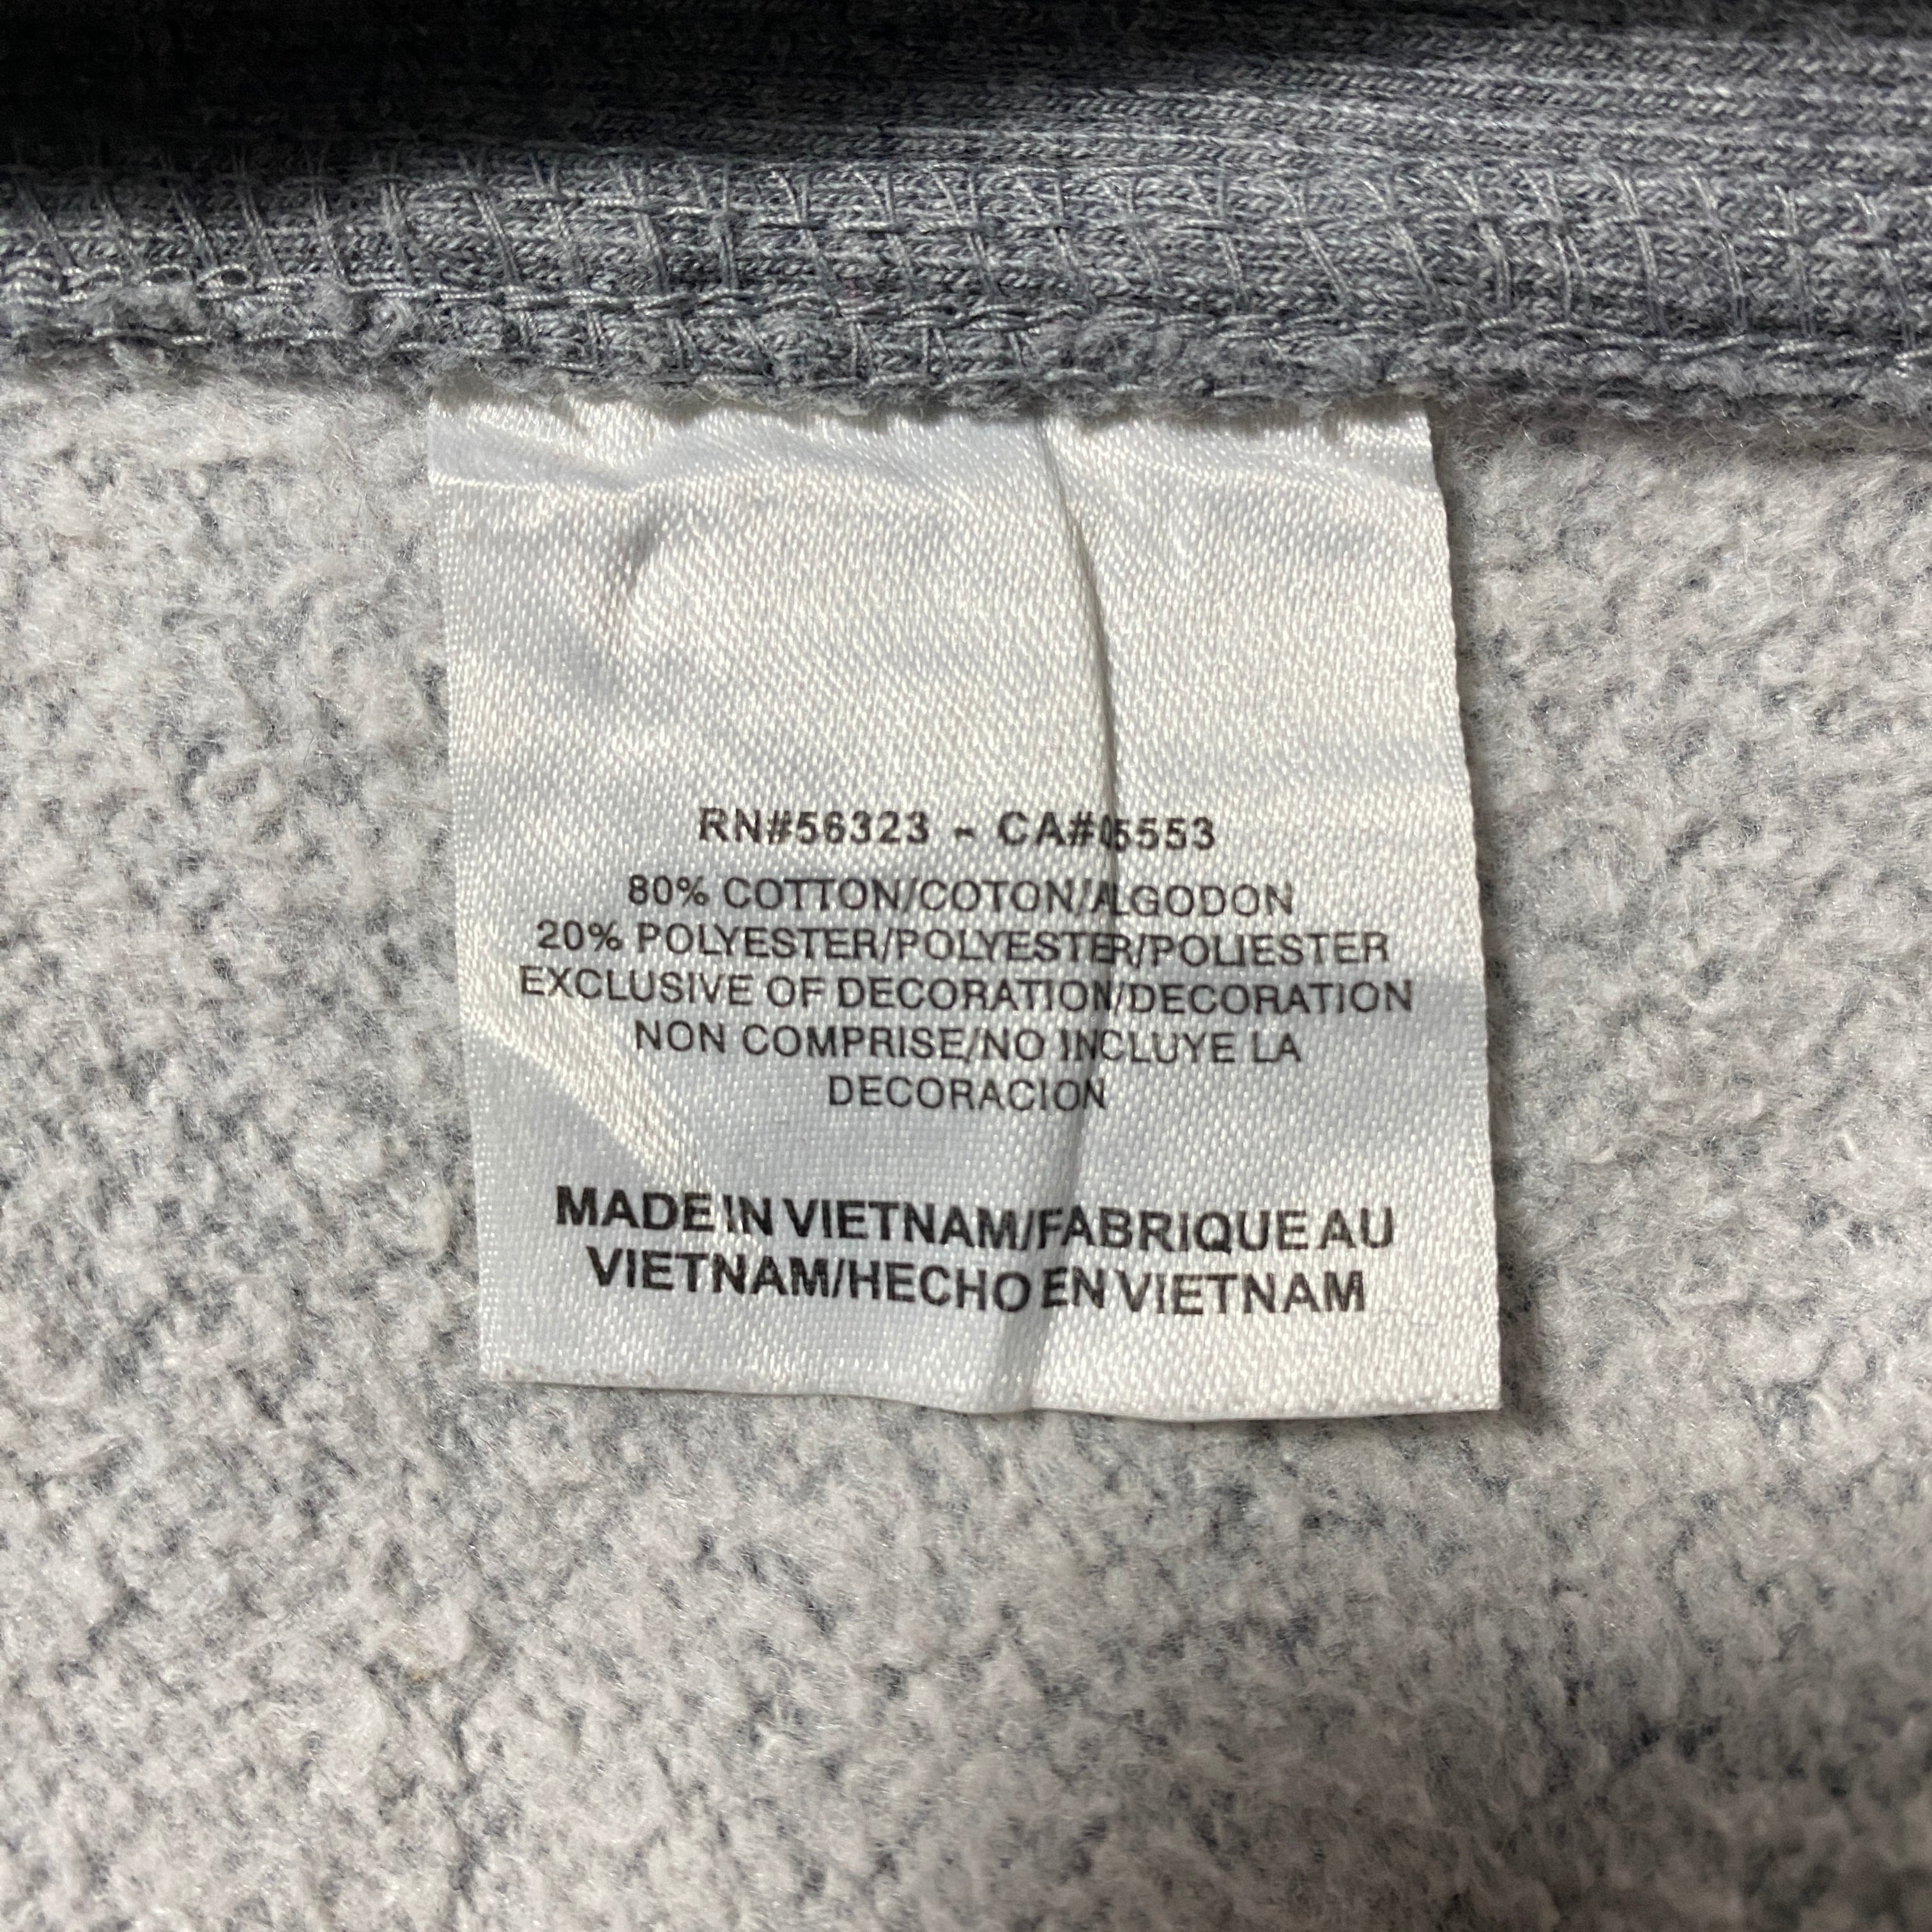 RN#56323 - CA#05553
80% COTTON/COTON/ALGODON
20% POLYESTER/POLYESTER/POLIESTER
EXCLUSIVE OF DECORATION/DECORATION
NON COMPRISE/NO INCLUYE LA
DECORACION
MADE IN VIETNAM/FABRIQUE AU
VIETNAM/HECHO EN VIETNAM